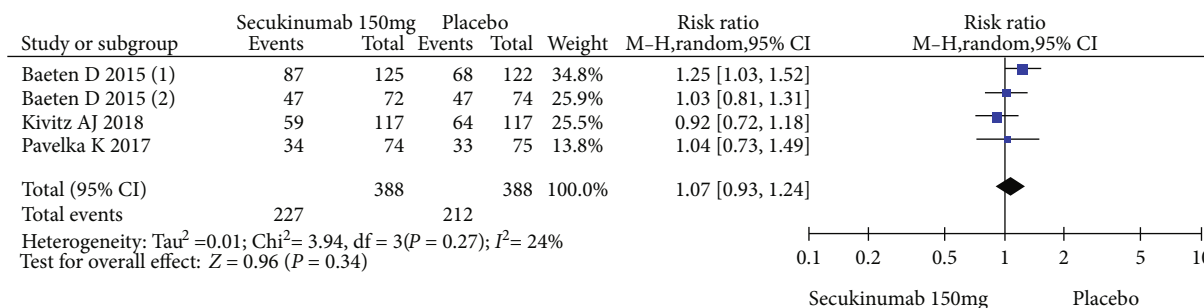 Secukinumab 150mg Placebo Risk ratio Risk ratio
Study or subgroup Events Total Events Total Weight M–H,random,95% CI M–H,random,95% CI
Baeten D 2015 (1) 87 125 68 122 34.8% 1.25 [1.03, 1.52]
Baeten D 2015 (2) 47 72 47 74 25.9% 1.03 [0.81, 1.31]
Kivitz AJ 2018 59 117 64 117 25.5% 0.92 [0.72, 1.18]
Pavelka K 2017 34 74 33 75 13.8% 1.04 [0.73, 1.49]
Total (95% CI) 388 388 100.0% 1.07 [0.93, 1.24]
Total events 227 212
Heterogeneity: Tau² =0.01; Chi²= 3.94, df = 3(P = 0.27); I²= 24%
Test for overall effect: Z = 0.96 (P = 0.34)
0.1 0.2 0.5 1 2 5 10
Secukinumab 150mg Placebo